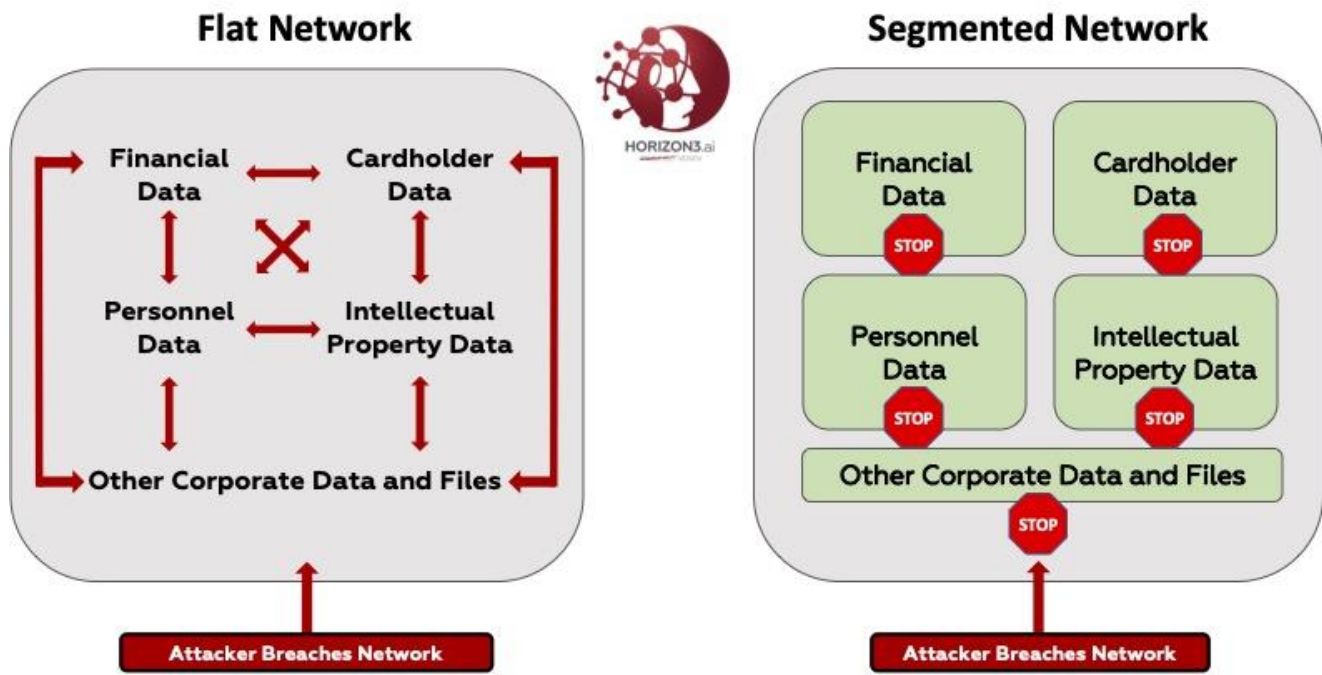 Flat Network
Segmented Network
HORIZON3.ai
Financial
Data
Cardholder
Data
Personnel
Data
Intellectual
Property Data
Other Corporate Data and Files
Attacker Breaches Network
Financial
Data
STOP
Cardholder
Data
STOP
Personnel
Data
STOP
Intellectual
Property Data
STOP
Other Corporate Data and Files
STOP
Attacker Breaches Network